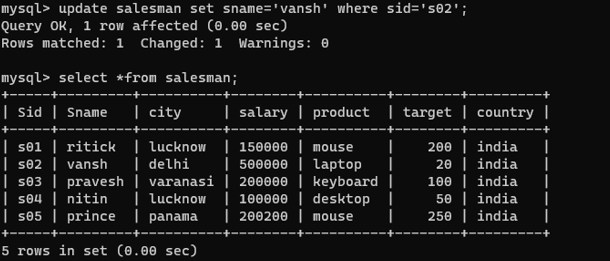 mysql> update salesman set sname='vansh' where sid='s02';
Query OK, 1 row affected (0.00 sec)
Rows matched: 1  Changed: 1  Warnings: 0

mysql> select *from salesman;
+-----+---------+----------+--------+----------+--------+---------+
| Sid | Sname   | city     | salary | product  | target | country |
+-----+---------+----------+--------+----------+--------+---------+
| s01 | ritick  | lucknow  | 150000 | mouse    |    200 | india   |
| s02 | vansh   | delhi    | 500000 | laptop   |     20 | india   |
| s03 | pravesh | varanasi | 200000 | keyboard |    100 | india   |
| s04 | nitin   | lucknow  | 100000 | desktop  |     50 | india   |
| s05 | prince  | panama   | 200200 | mouse    |    250 | india   |
+-----+---------+----------+--------+----------+--------+---------+
5 rows in set (0.00 sec)